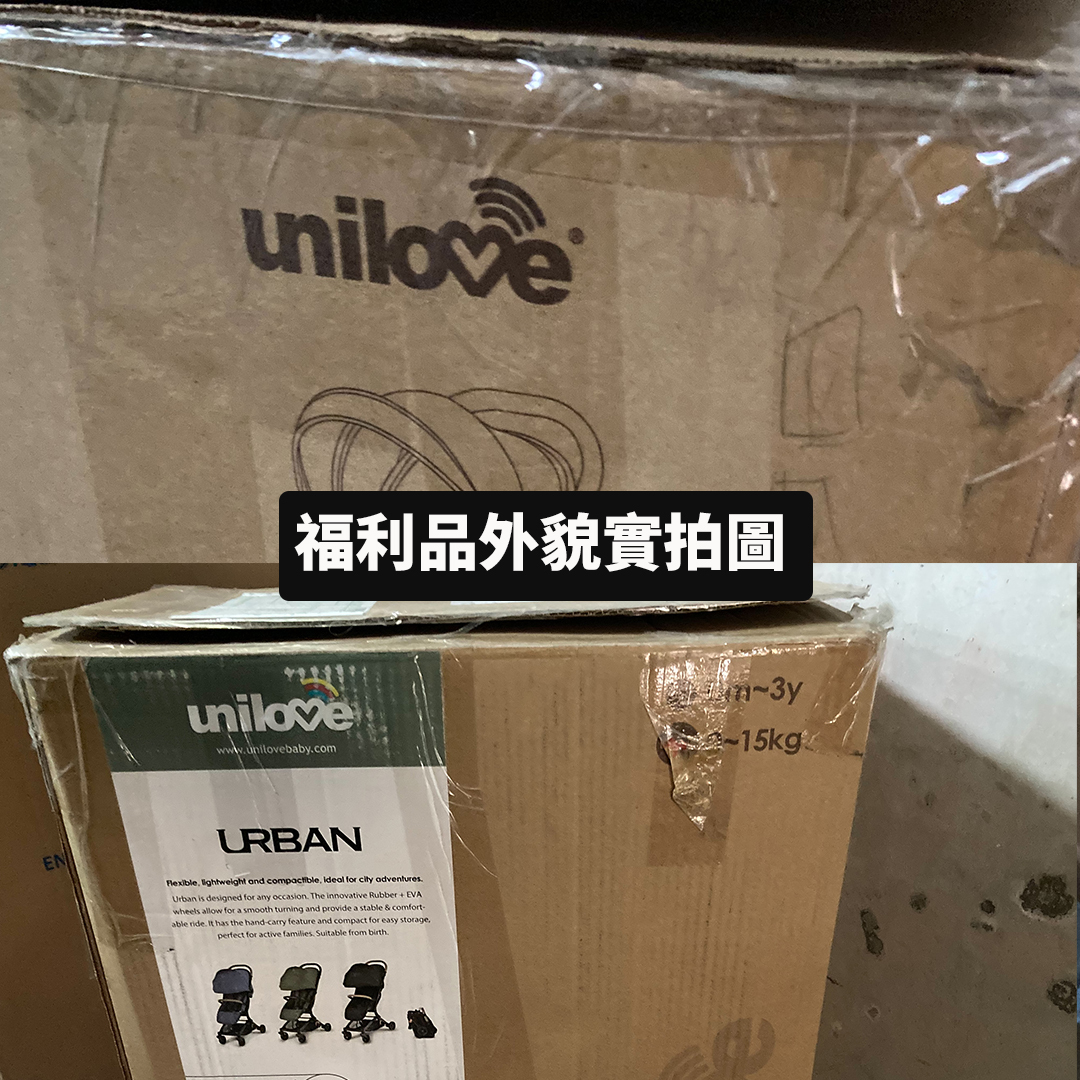 unilove®
福利品外貌實拍圖
unilove
www.unilovebaby.com
m~3y
~15kg
EN
URBAN
Flexible, lightweight and compactible, ideal for city adventures.
Urban is designed for any occasion. The innovative Rubber + EVA
wheels allow for a smooth turning and provide a stable & comfort-
able ride. It has the hand-carry feature and compact for easy storage,
perfect for active families. Suitable from birth.